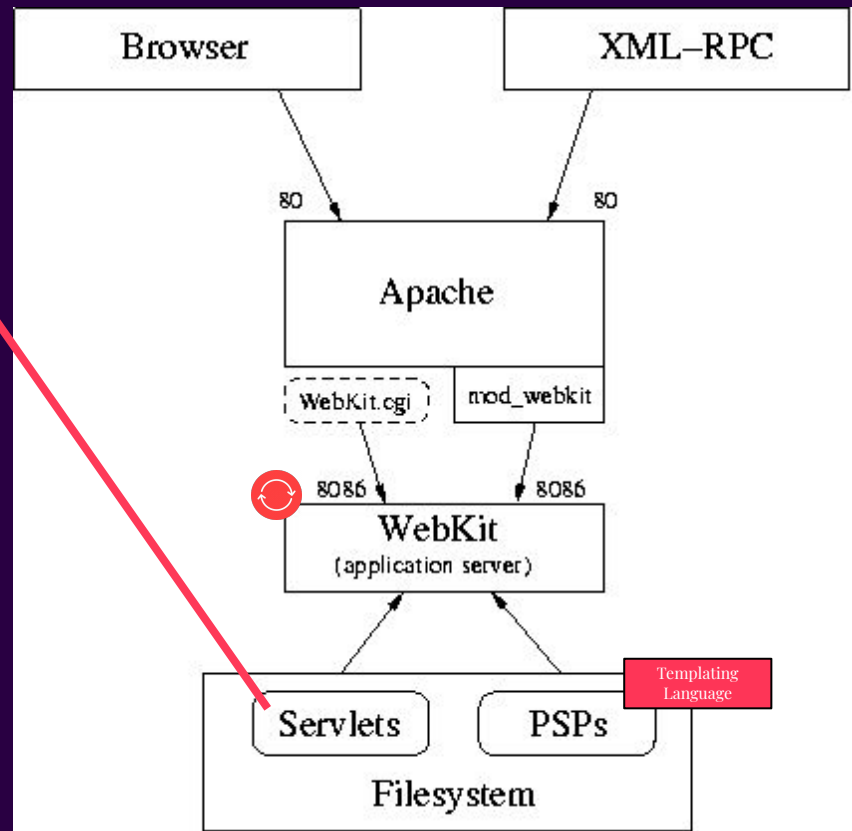 Browser
XML–RPC
80
80
Apache
WebKit.cgi
mod_webkit
8086
8086
WebKit
(application server)
Templating
Language
Servlets
PSPs
Filesystem